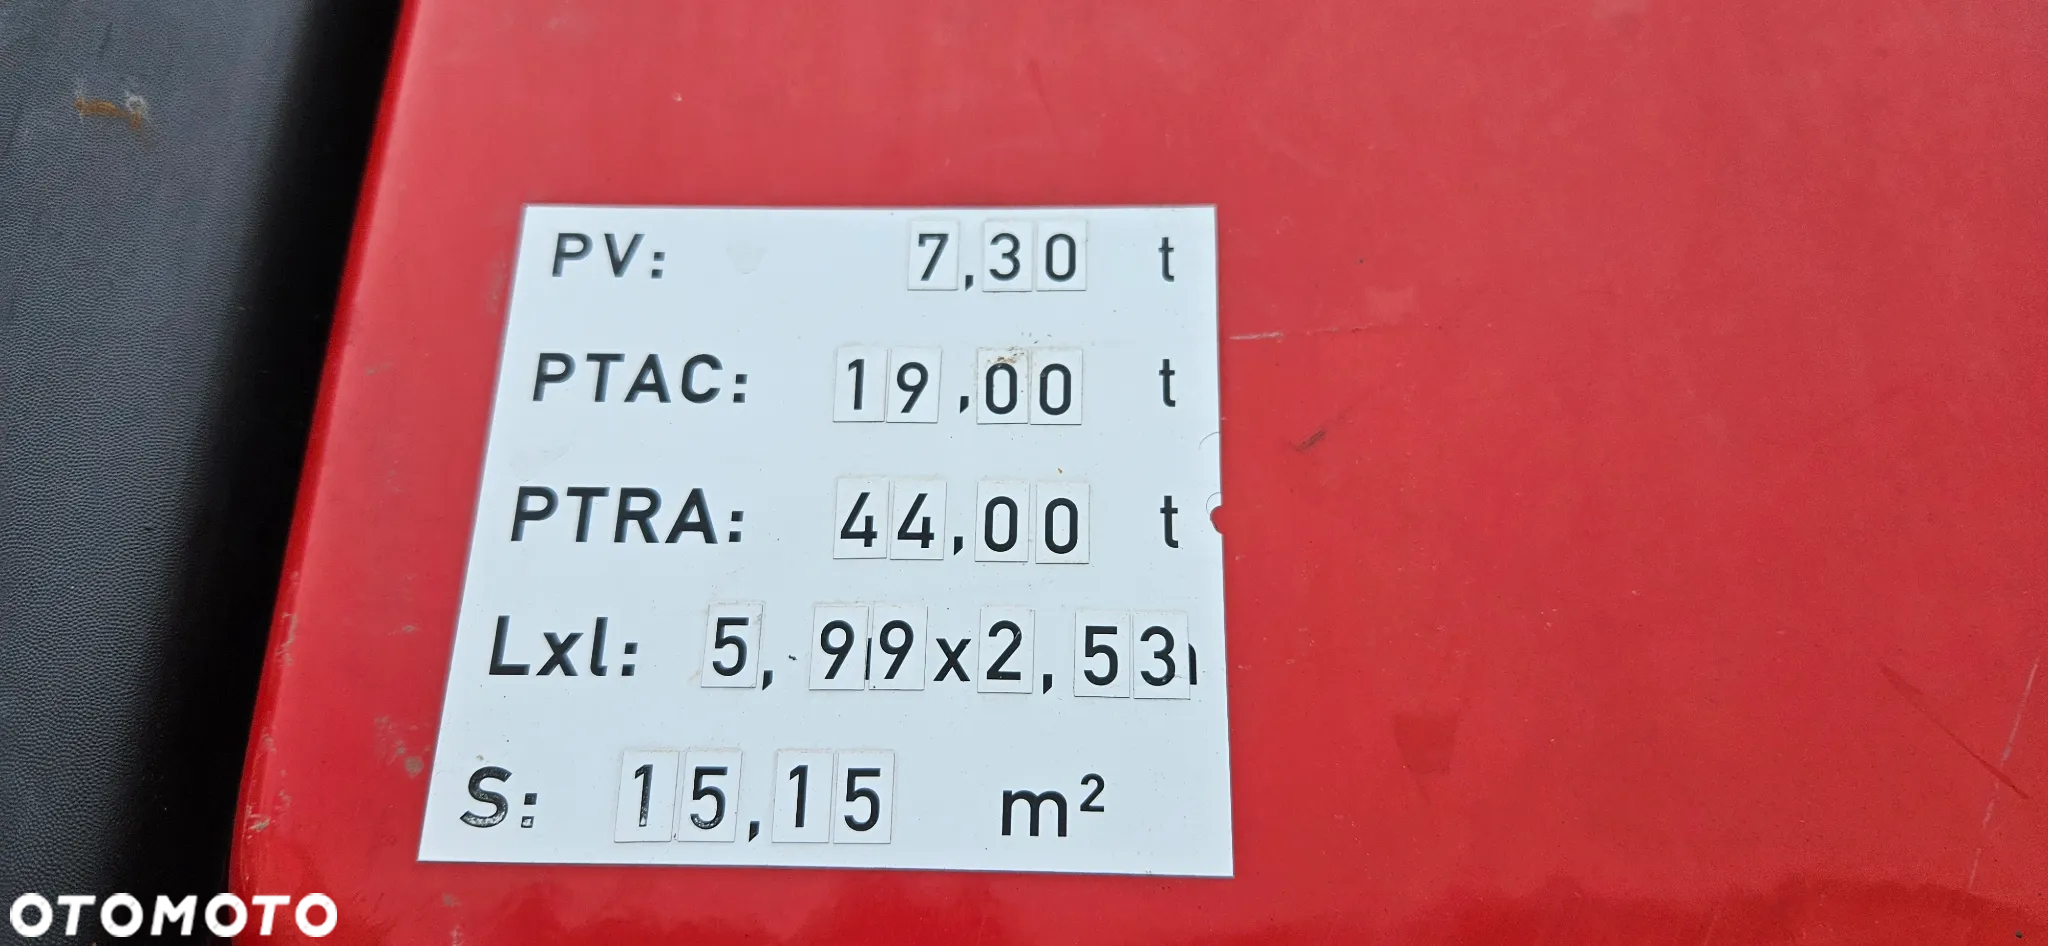 PV: 7,30 t
PTAC: 19,00 t
PTRA: 44,00 t
Lxl: 5,99x2,53
S: 15,15 m²
OTOMOTO